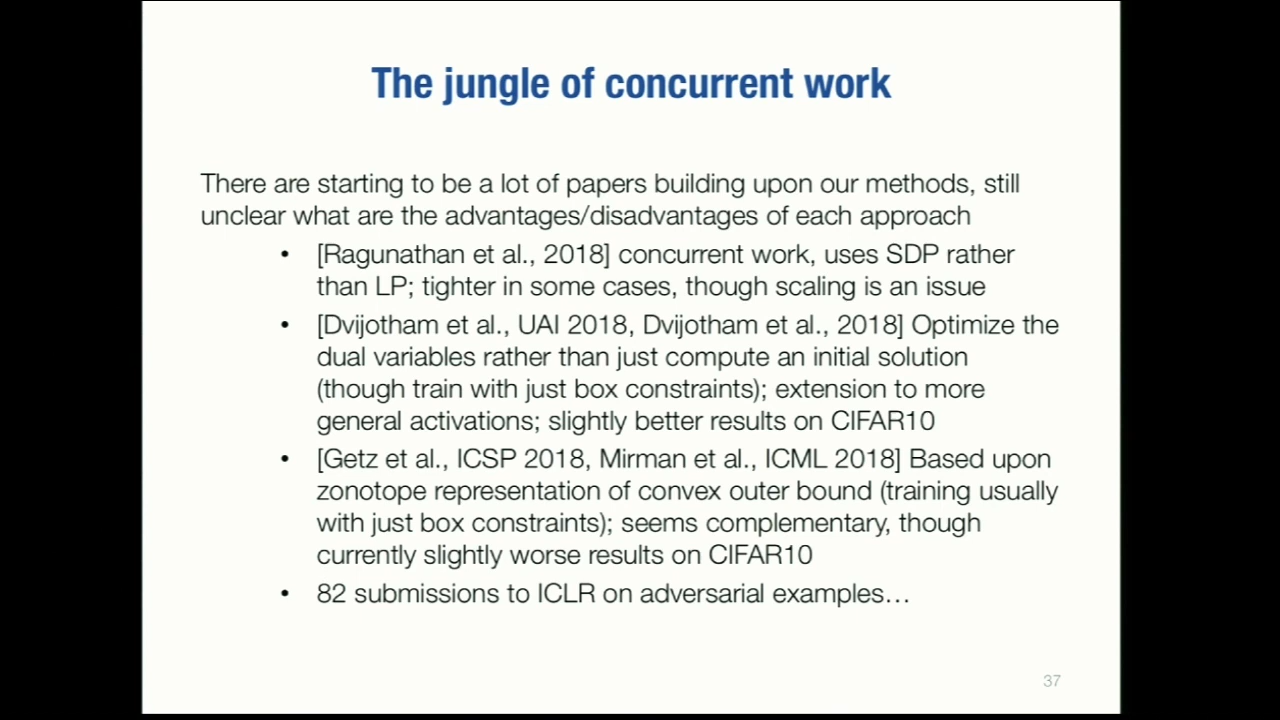 The jungle of concurrent work
There are starting to be a lot of papers building upon our methods, still
unclear what are the advantages/disadvantages of each approach
• [Ragunathan et al., 2018] concurrent work, uses SDP rather
than LP; tighter in some cases, though scaling is an issue
• [Dvijotham et al., UAI 2018, Dvijotham et al., 2018] Optimize the
dual variables rather than just compute an initial solution
(though train with just box constraints); extension to more
general activations; slightly better results on CIFAR10
• [Getz et al., ICSP 2018, Mirman et al., ICML 2018] Based upon
zonotope representation of convex outer bound (training usually
with just box constraints); seems complementary, though
currently slightly worse results on CIFAR10
• 82 submissions to ICLR on adversarial examples…
37